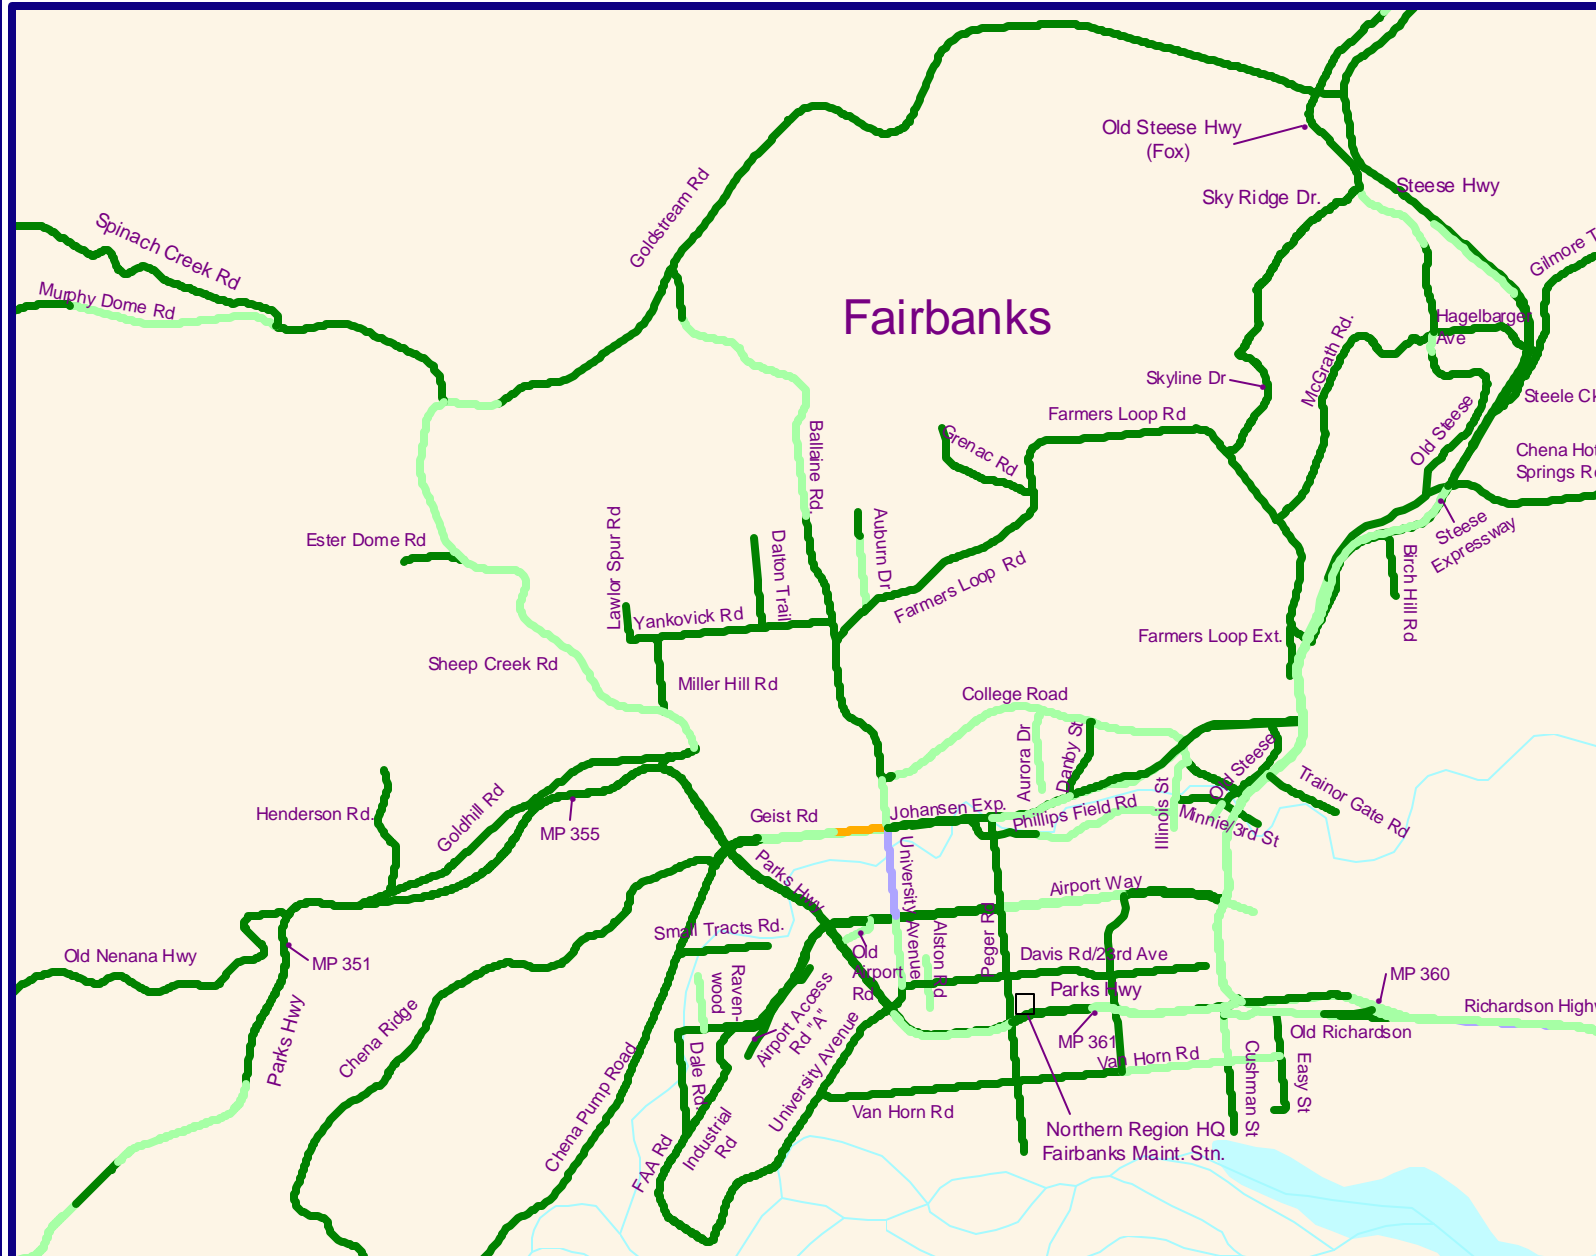 Old Steese Hwy
(Fox)
Steese Hwy
Sky Ridge Dr.
Goldstream Rd
Spinach Creek Rd
Murphy Dome Rd
Gilmore T
Fairbanks
Hagelbarger
Ave
McGrath Rd.
Skyline Dr
Steele Ck
Farmers Loop Rd
Old Steese
Grenac Rd
Ballaine Rd.
Chena Hot
Springs Rd
Steese
Expressway
Ester Dome Rd
Lawlor Spur Rd
Dalton Trail
Auburn Dr
Farmers Loop Rd
Birch Hill Rd
Yankovick Rd
Farmers Loop Ext.
Sheep Creek Rd
Miller Hill Rd
College Road
Aurora Dr
Danby St
Old Steese
Trainor Gate Rd
Henderson Rd.
Goldhill Rd
MP 355
Geist Rd
Johansen Exp.
Phillips Field Rd
Illinois St
Minnie/3rd St
Parks Hwy
University
Avenue
Airport Way
Small Tracts Rd.
Old
Airport
Rd
Alston Rd
Peger Rd
Davis Rd/23rd Ave
Old Nenana Hwy
MP 351
Raven-
wood
Airport Access
Rd "A"
Parks Hwy
MP 360
Richardson Highw
Old Richardson
MP 361
Parks Hwy
Chena Ridge
Chena Pump Road
Dale Rd.
University Avenue
Van Horn Rd
Cushman St
Easy St
Van Horn Rd
Industrial
Rd
FAA Rd
Northern Region HQ
Fairbanks Maint. Stn.